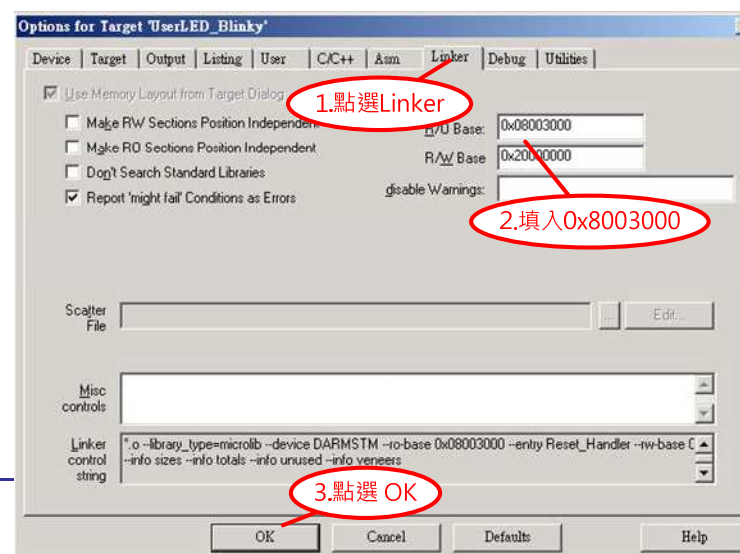 Options for Target 'UserLED_Blinky'
Device Target Output Listing User C/C++ Asm Linker Debug Utilities
Use Memory Layout from Target Dialog
1.點選Linker
Make RW Sections Position Independent
R/O Base: 0x08003000
Make RO Sections Position Independent
R/W Base 0x20000000
Don't Search Standard Libraries
disable Warnings:
Report 'might fail' Conditions as Errors
2.填入0x8003000
Scatter
File
... Edit...
Misc
controls
Linker
control
string
*.o --library_type=microlib --device DARMSTM --ro-base 0x08003000 --entry Reset_Handler --rw-base
--info sizes --info totals --info unused --info veneers
3.點選 OK
OK Cancel Defaults Help